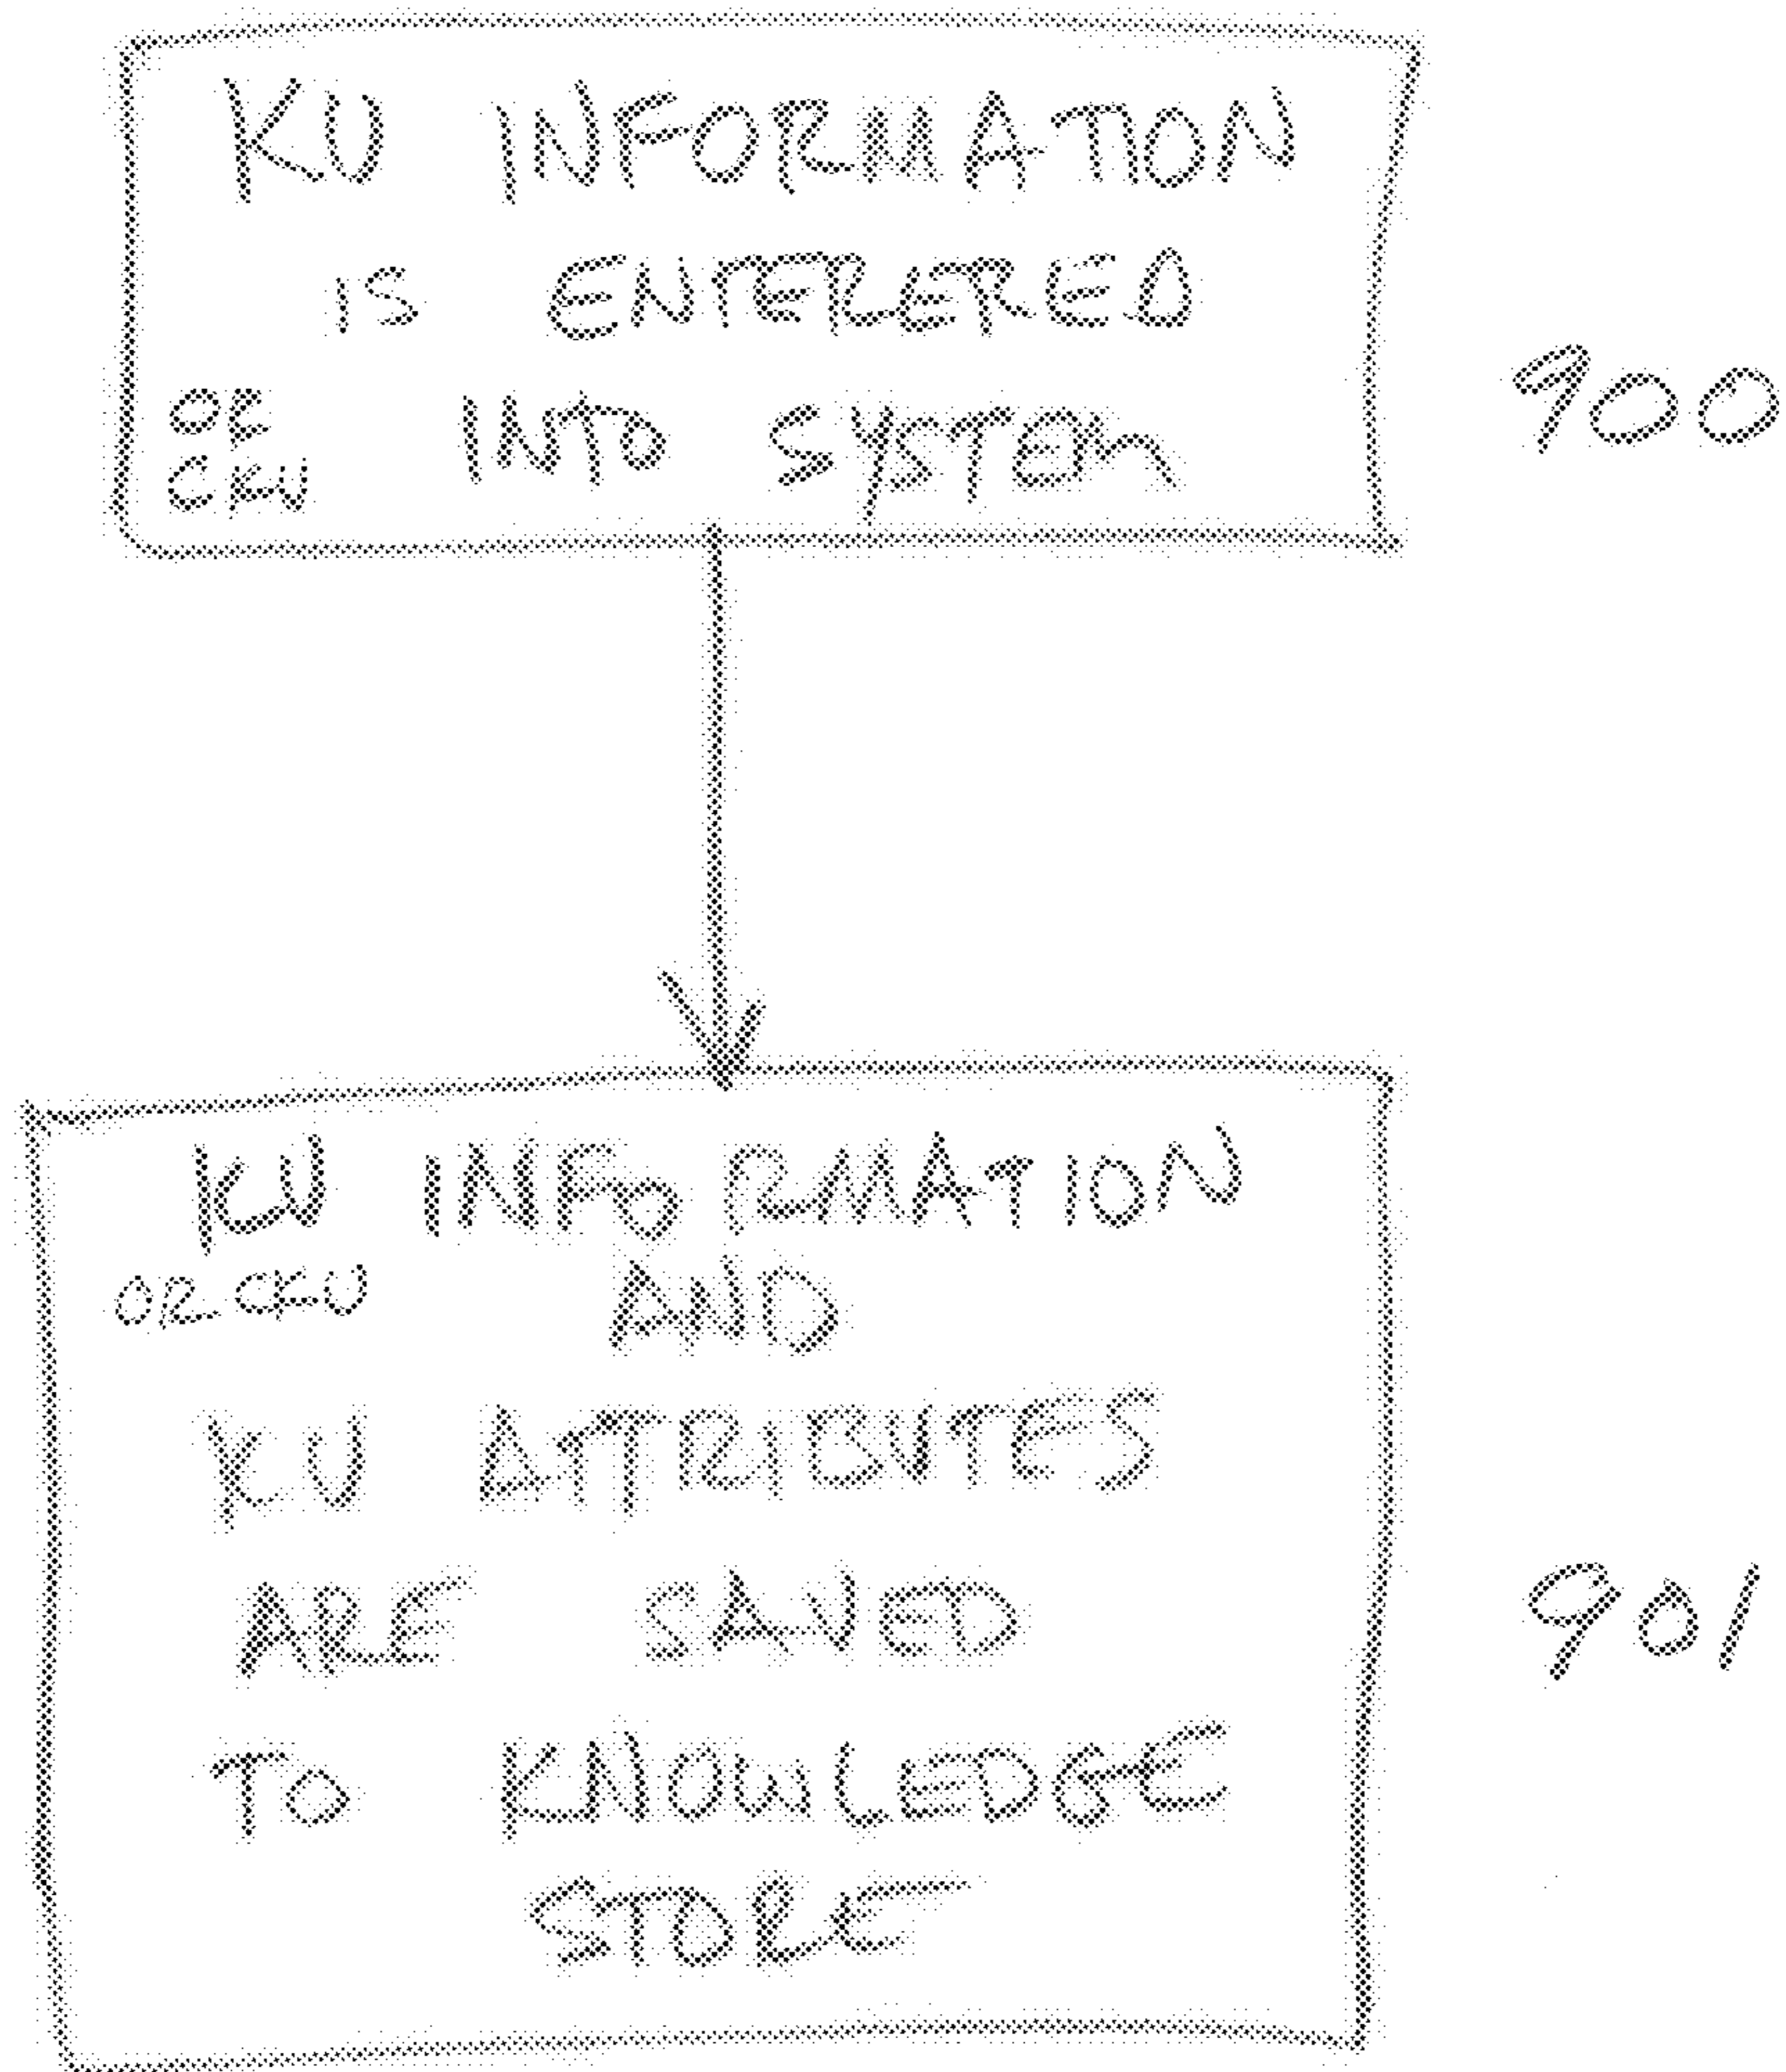 KU INFORMATION
IS ENTERERED
OR INTO SYSTEM
CKU
900
KU INFORMATION
OR CKU AND
KU ATTRIBUTES
ARE SAVED
TO KNOWLEDGE
STORE
901